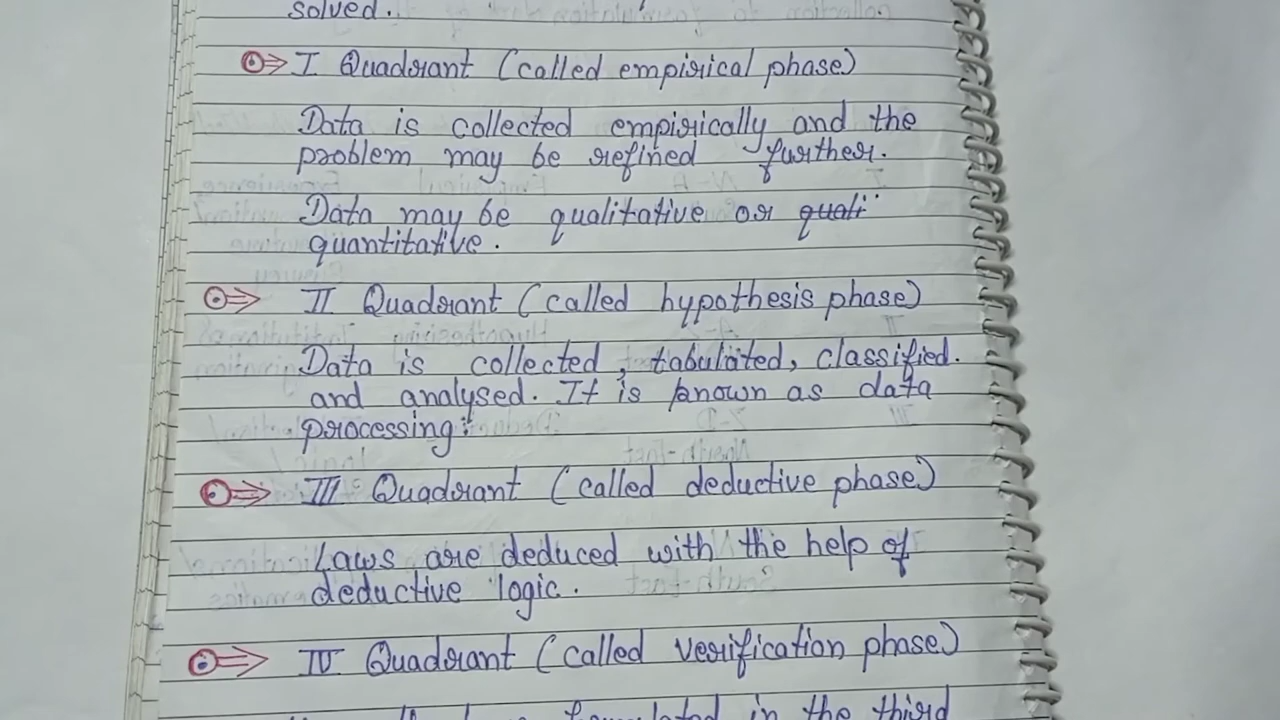 solved.
I Quadrant (called empirical phase)
Data is collected empirically and the
problem may be refined further.
Data may be qualitative or quali
quantitative.
II Quadrant (called hypothesis phase)
Data is collected, tabulated, classified.
and analysed. It is known as data
processing:
III Quadrant (called deductive phase)
Laws are deduced with the help of
deductive logic.
IV Quadrant (called verification phase)
in the third